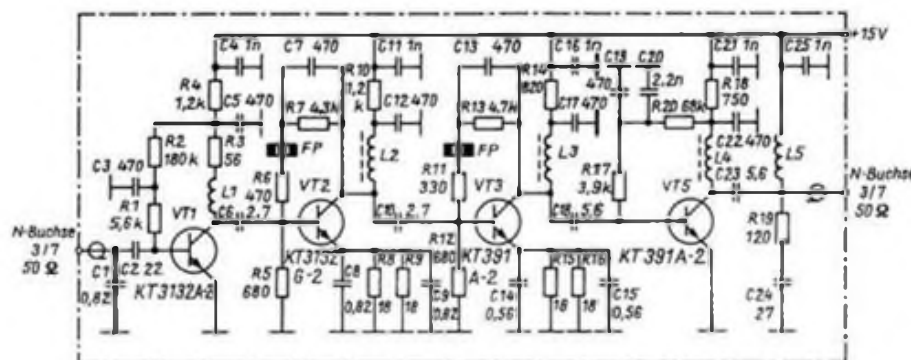 C4 1n
C7 470
C11 1n
C13 470
C16 1n
C20
C21 1n
C25 1n
+15V
R4
1,2k
R10
1,2
k
R14
820
470
2,2n
R18
750
C5 470
R7 4,3k
C12 470
R13 4,7k
C17 470
R20 68k
R2
180k
R3
56
C22 470
C3 470
FP
L2
FP
L3
L4
L5
R6
470
R11
330
R17
3,9k
C23 5,6
N-Buchse
3/7
50 Ω
R1
5,6k
L1
VT1
C6 2,7
VT2
2,7
VT3
C18 5,6
VT5
R19
120
N-Buchse
3/7
50 Ω
C2 22
KT3132A-2
KT3132
G-2
R12
680
KT391
A-2
KT391A-2
C1
0,82
R5
680
C8
0,82
R8
18
R9
18
C9
0,82
C14
0,56
R15
18
R16
18
C15
0,56
C24
27